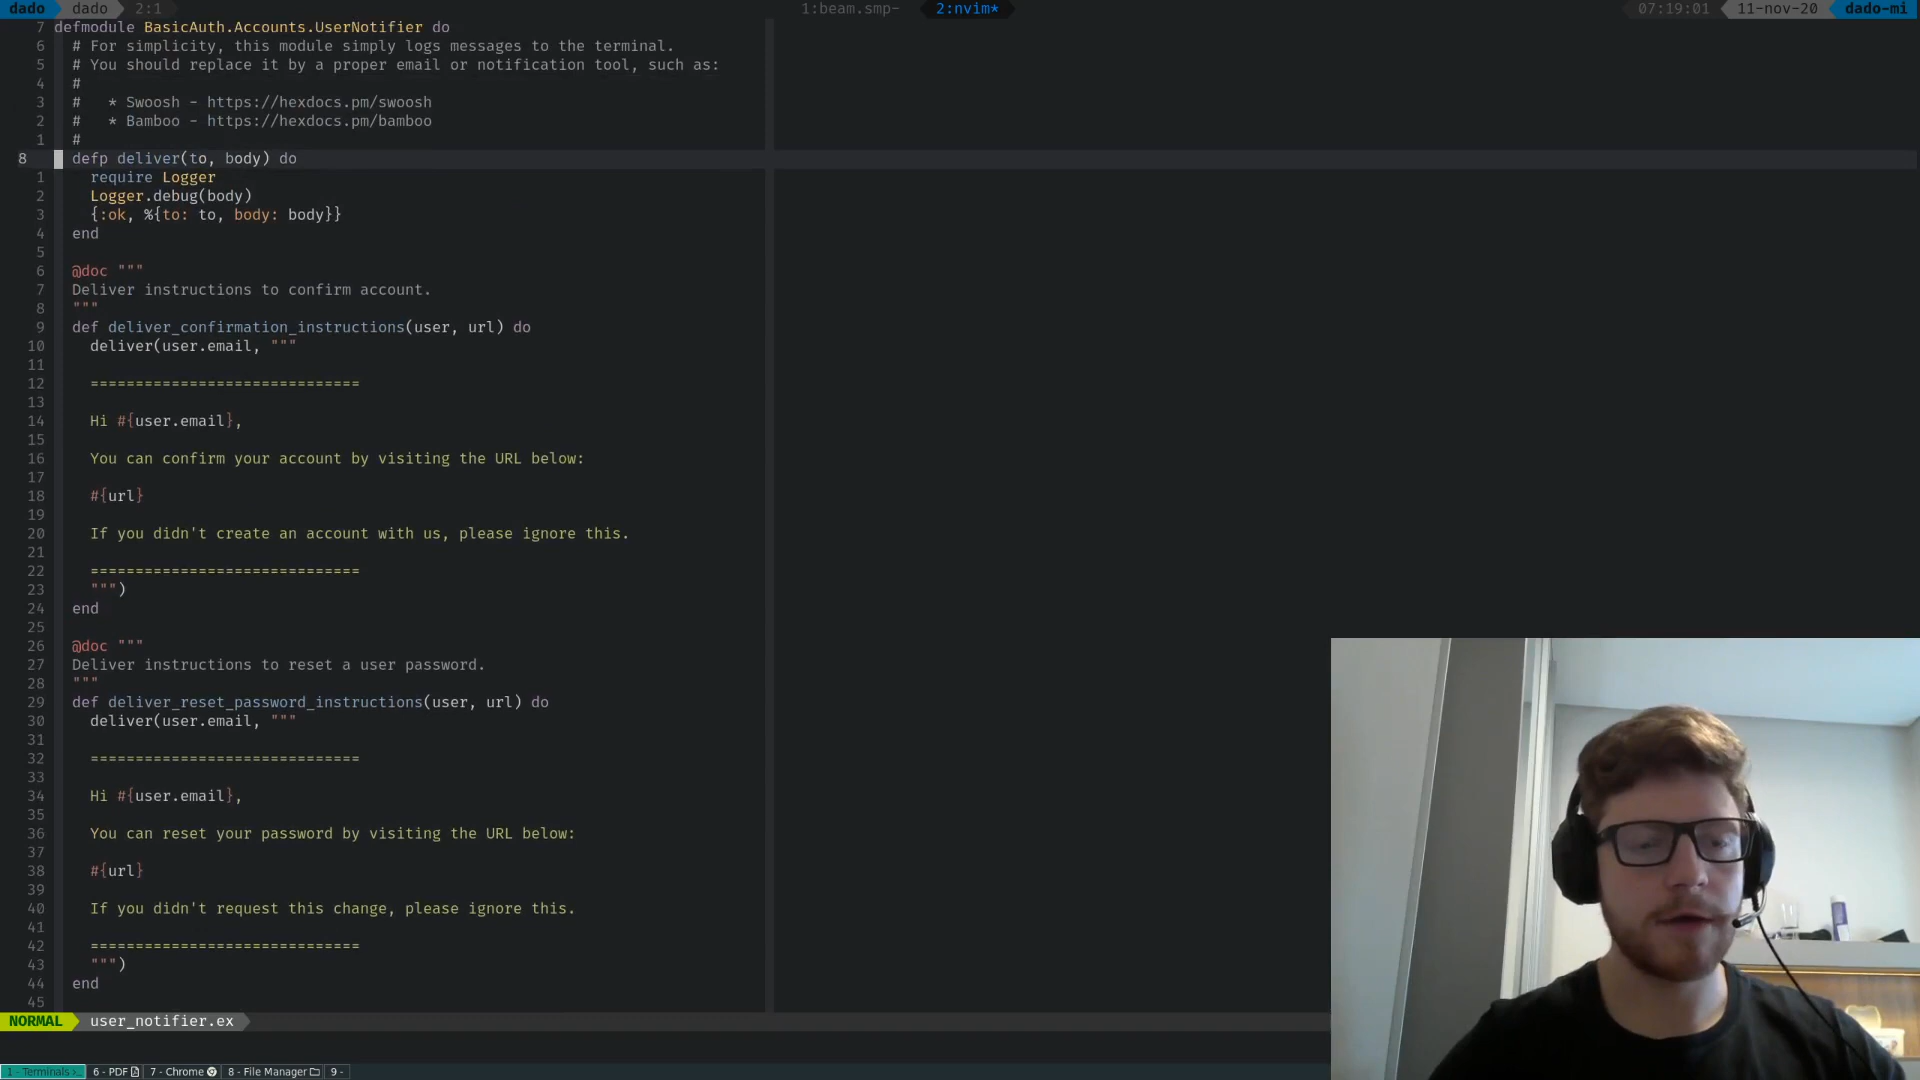 dado dado 2:1 1:beam.smp- 2:nvim* 07:19:01 11-nov-20 dado-mi
7 defmodule BasicAuth.Accounts.UserNotifier do
6 # For simplicity, this module simply logs messages to the terminal.
5 # You should replace it by a proper email or notification tool, such as:
4 #
3 #   * Swoosh - https://hexdocs.pm/swoosh
2 #   * Bamboo - https://hexdocs.pm/bamboo
1 #
8 defp deliver(to, body) do
1 require Logger
2 Logger.debug(body)
3 {:ok, %{to: to, body: body}}
4 end
5
6 @doc """
7 Deliver instructions to confirm account.
8 """
9 def deliver_confirmation_instructions(user, url) do
10 deliver(user.email, """
11
12 ==============================
13
14 Hi #{user.email},
15
16 You can confirm your account by visiting the URL below:
17
18 #{url}
19
20 If you didn't create an account with us, please ignore this.
21
22 ==============================
23 """)
24 end
25
26 @doc """
27 Deliver instructions to reset a user password.
28 """
29 def deliver_reset_password_instructions(user, url) do
30 deliver(user.email, """
31
32 ==============================
33
34 Hi #{user.email},
35
36 You can reset your password by visiting the URL below:
37
38 #{url}
39
40 If you didn't request this change, please ignore this.
41
42 ==============================
43 """)
44 end
45
NORMAL user_notifier.ex
1 - Terminals 6 - PDF 7 - Chrome 8 - File Manager 9 -